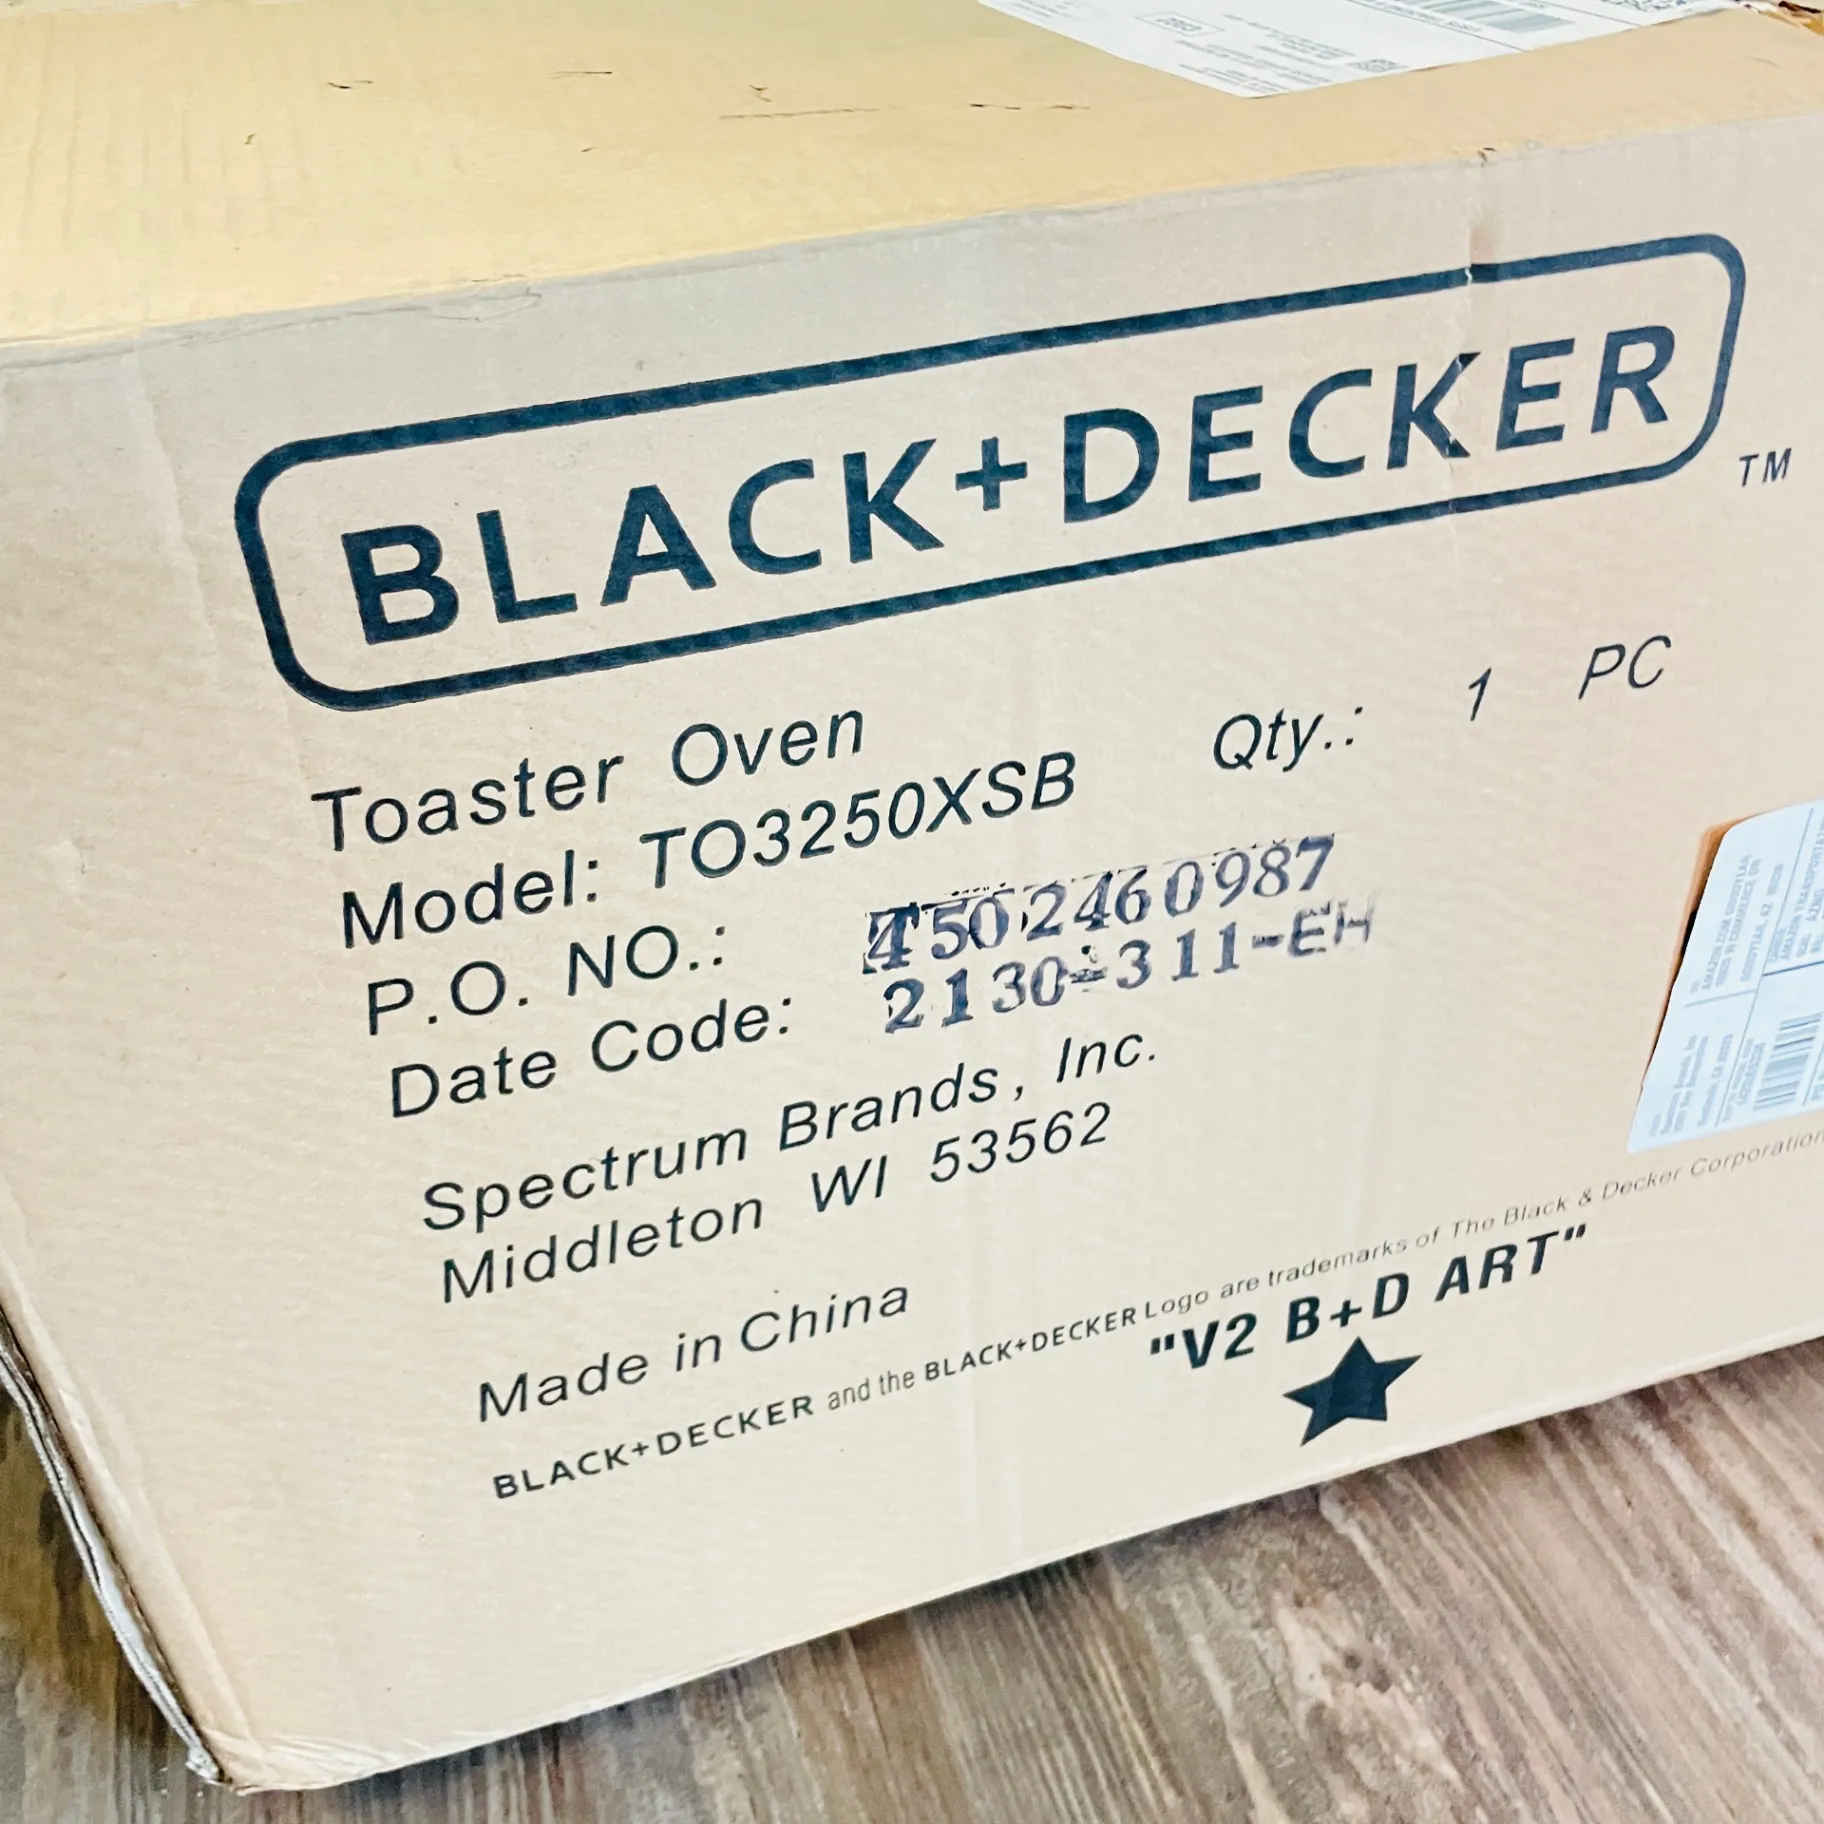 BLACK+DECKER
TM
Toaster Oven
Qty.: 1 PC
Model: TO3250XSB
P.O. NO.: 4502460987
Date Code: 2130-311-EH
Spectrum Brands, Inc.
Middleton WI 53562
Made in China
BLACK+DECKER and the BLACK+DECKER Logo are trademarks of The Black & Decker Corporation
"V2 B+D ART"